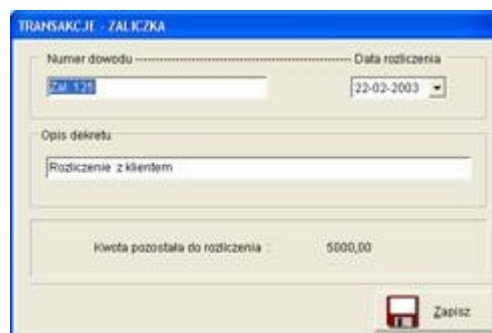 TRANSAKCJE - ZALICZKA
Numer dowodu Data rozliczenia
Zal. 125 22-02-2003
Opis dekretu
Rozliczenie z klientem
Kwota pozostała do rozliczenia : 5000,00
Zapisz